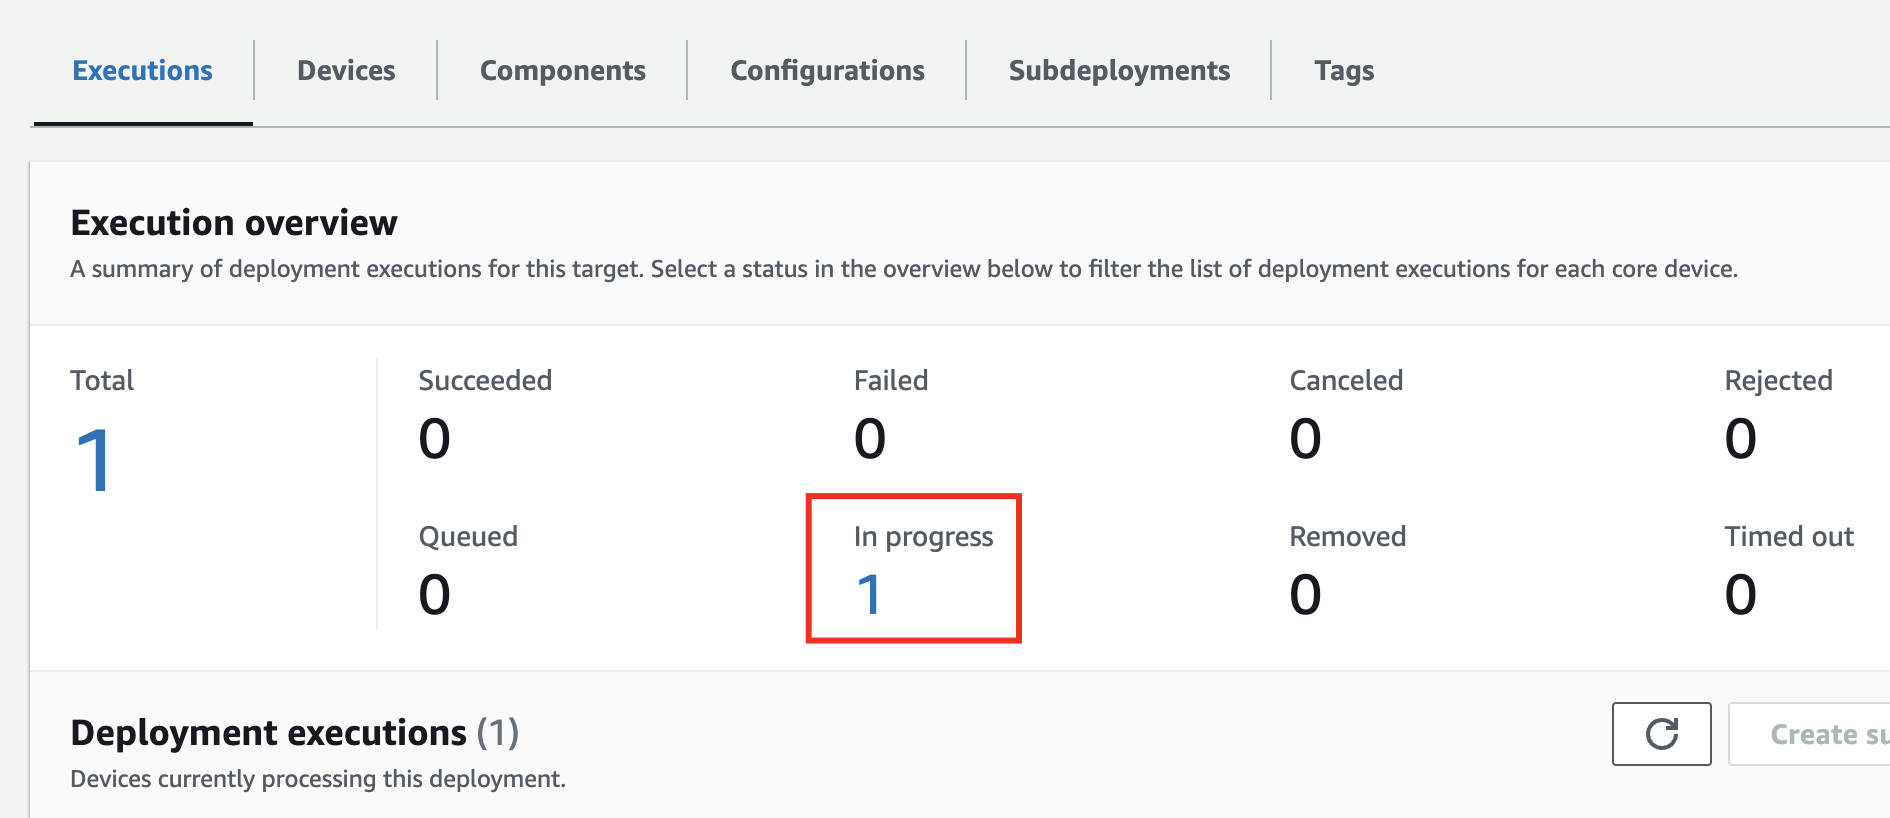 Executions Devices Components Configurations Subdeployments Tags
Execution overview
A summary of deployment executions for this target. Select a status in the overview below to filter the list of deployment executions for each core device.
Total Succeeded Failed Canceled Rejected
1 0 0 0 0
Queued In progress Removed Timed out
0 1 0 0
Deployment executions (1)
Create su
Devices currently processing this deployment.